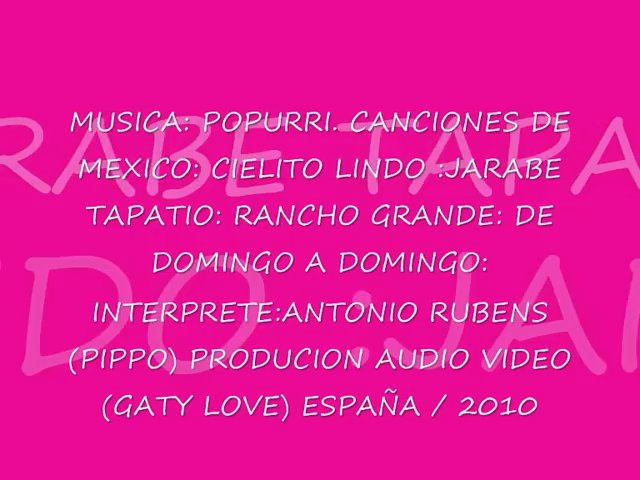 MUSICA: POPURRI. CANCIONES DE
MEXICO: CIELITO LINDO :JARABE
TAPATIO: RANCHO GRANDE: DE
DOMINGO A DOMINGO:
INTERPRETE:ANTONIO RUBENS
(PIPPO) PRODUCION AUDIO VIDEO
(GATY LOVE) ESPAÑA / 2010